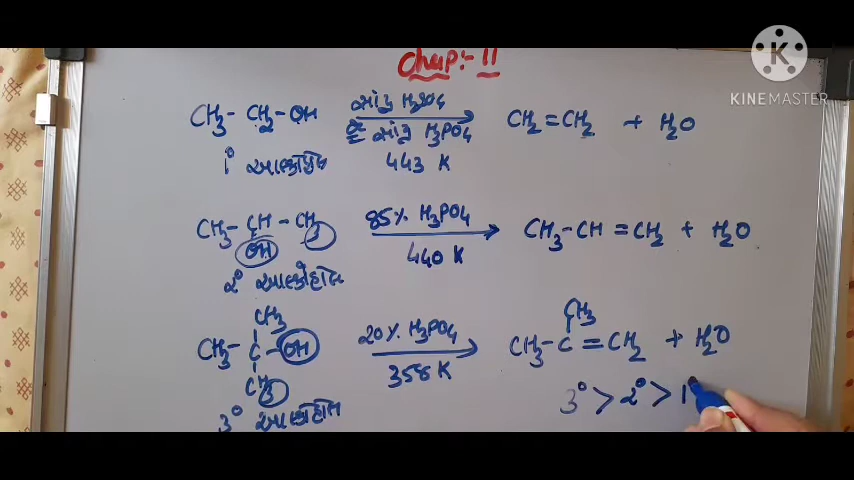 Chap:- 11
K
KINEMASTER
CH3- CH2-OH સાંદ્ર H2SO4 CH2=CH2 + H2O
સાંદ્ર H3PO4
1° આલ્કોહોલ 443 K
CH3- CH - CH3 85% H3PO4 CH3-CH=CH2 + H2O
OH 440 K
2° આલ્કોહોલ
CH3 CH3
CH3- C -OH 20% H3PO4 CH3-C=CH2 + H2O
CH3 358 K
3° આલ્કોહોલ 3° > 2° > 1°